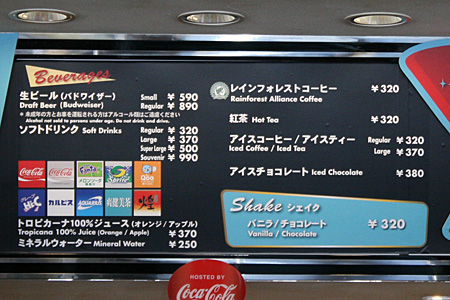 Beverages
生ビール(バドワイザー) Small ¥ 590
Draft Beer (Budweiser) Regular ¥ 890
※未成年の方とお車を運転される方はアルコール類はご遠慮ください
Alcohol not sold to persons under age. Do not drink and drive.
ソフトドリンク Soft Drinks Regular ¥ 320
Large ¥ 370
Super Large ¥ 500
Souvenir ¥ 990
Coca-Cola
Coca-Cola
Fanta
メロンソーダ
Sprite
Qoo
Hi-C
カルピス
AQUARIUS
爽健美茶
煌
トロピカーナ100%ジュース(オレンジ/アップル)
Tropicana 100% Juice (Orange / Apple) ¥ 370
ミネラルウォーター Mineral Water ¥ 250
レインフォレストコーヒー ¥ 320
Rainforest Alliance Coffee
紅茶 Hot Tea ¥ 320
アイスコーヒー/アイスティー Regular ¥ 320
Iced Coffee / Iced Tea Large ¥ 370
アイスチョコレート Iced Chocolate ¥ 380
Shake シェイク
バニラ/チョコレート ¥ 320
Vanilla / Chocolate
HOSTED BY
Coca-Cola